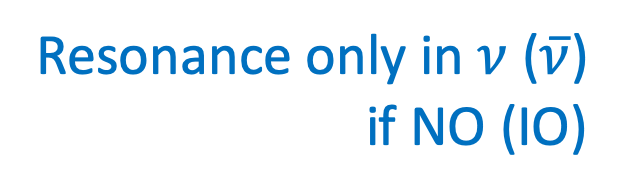 Resonance only in ν (ν̄)
if NO (IO)